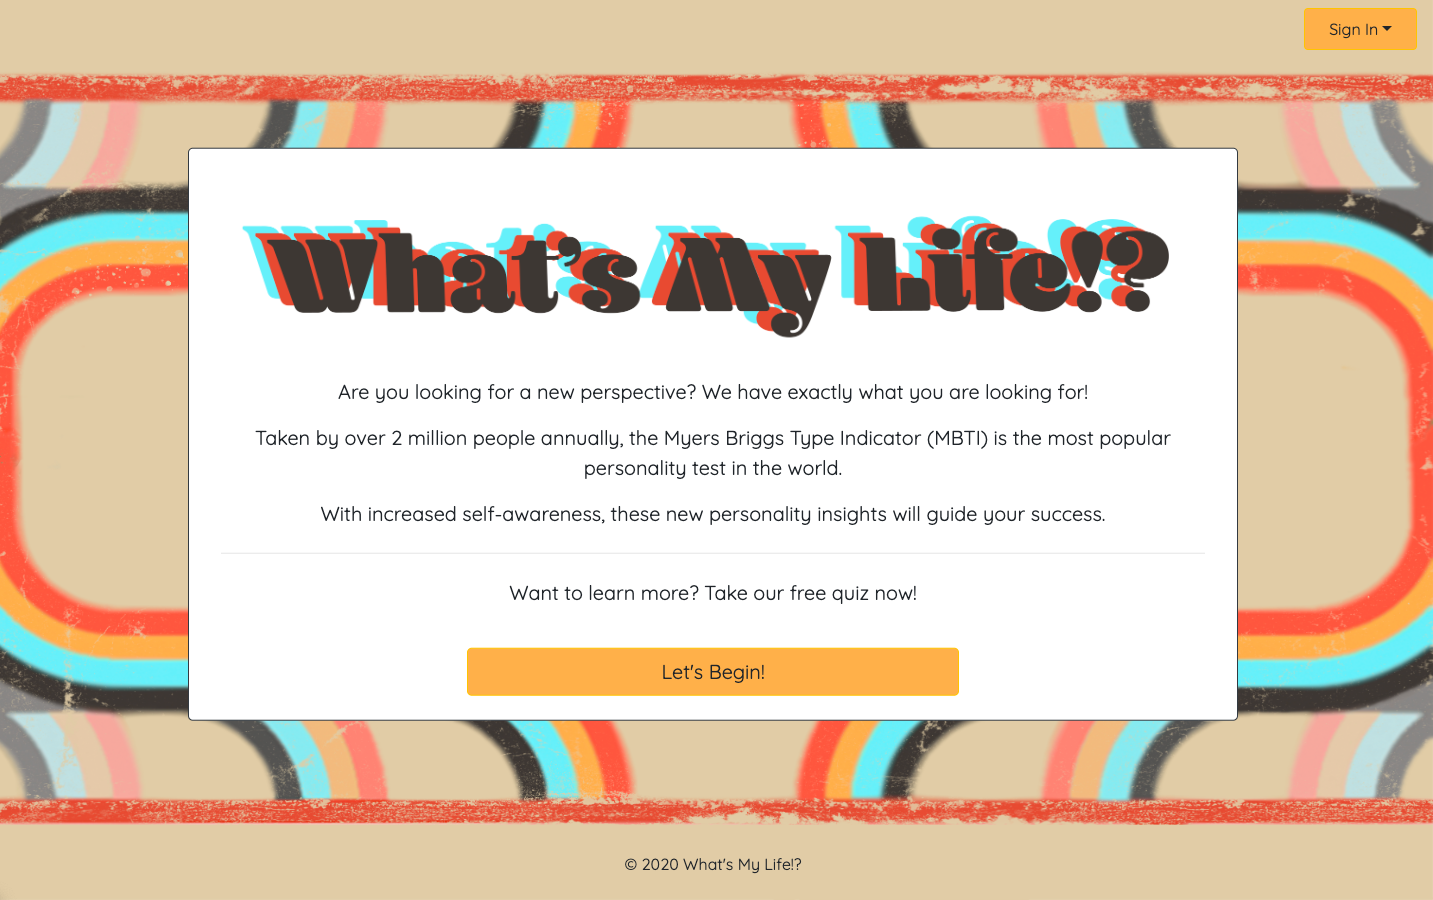 Sign In
What's My Life!?
Are you looking for a new perspective? We have exactly what you are looking for!
Taken by over 2 million people annually, the Myers Briggs Type Indicator (MBTI) is the most popular
personality test in the world.
With increased self-awareness, these new personality insights will guide your success.
Want to learn more? Take our free quiz now!
Let's Begin!
© 2020 What's My Life!?